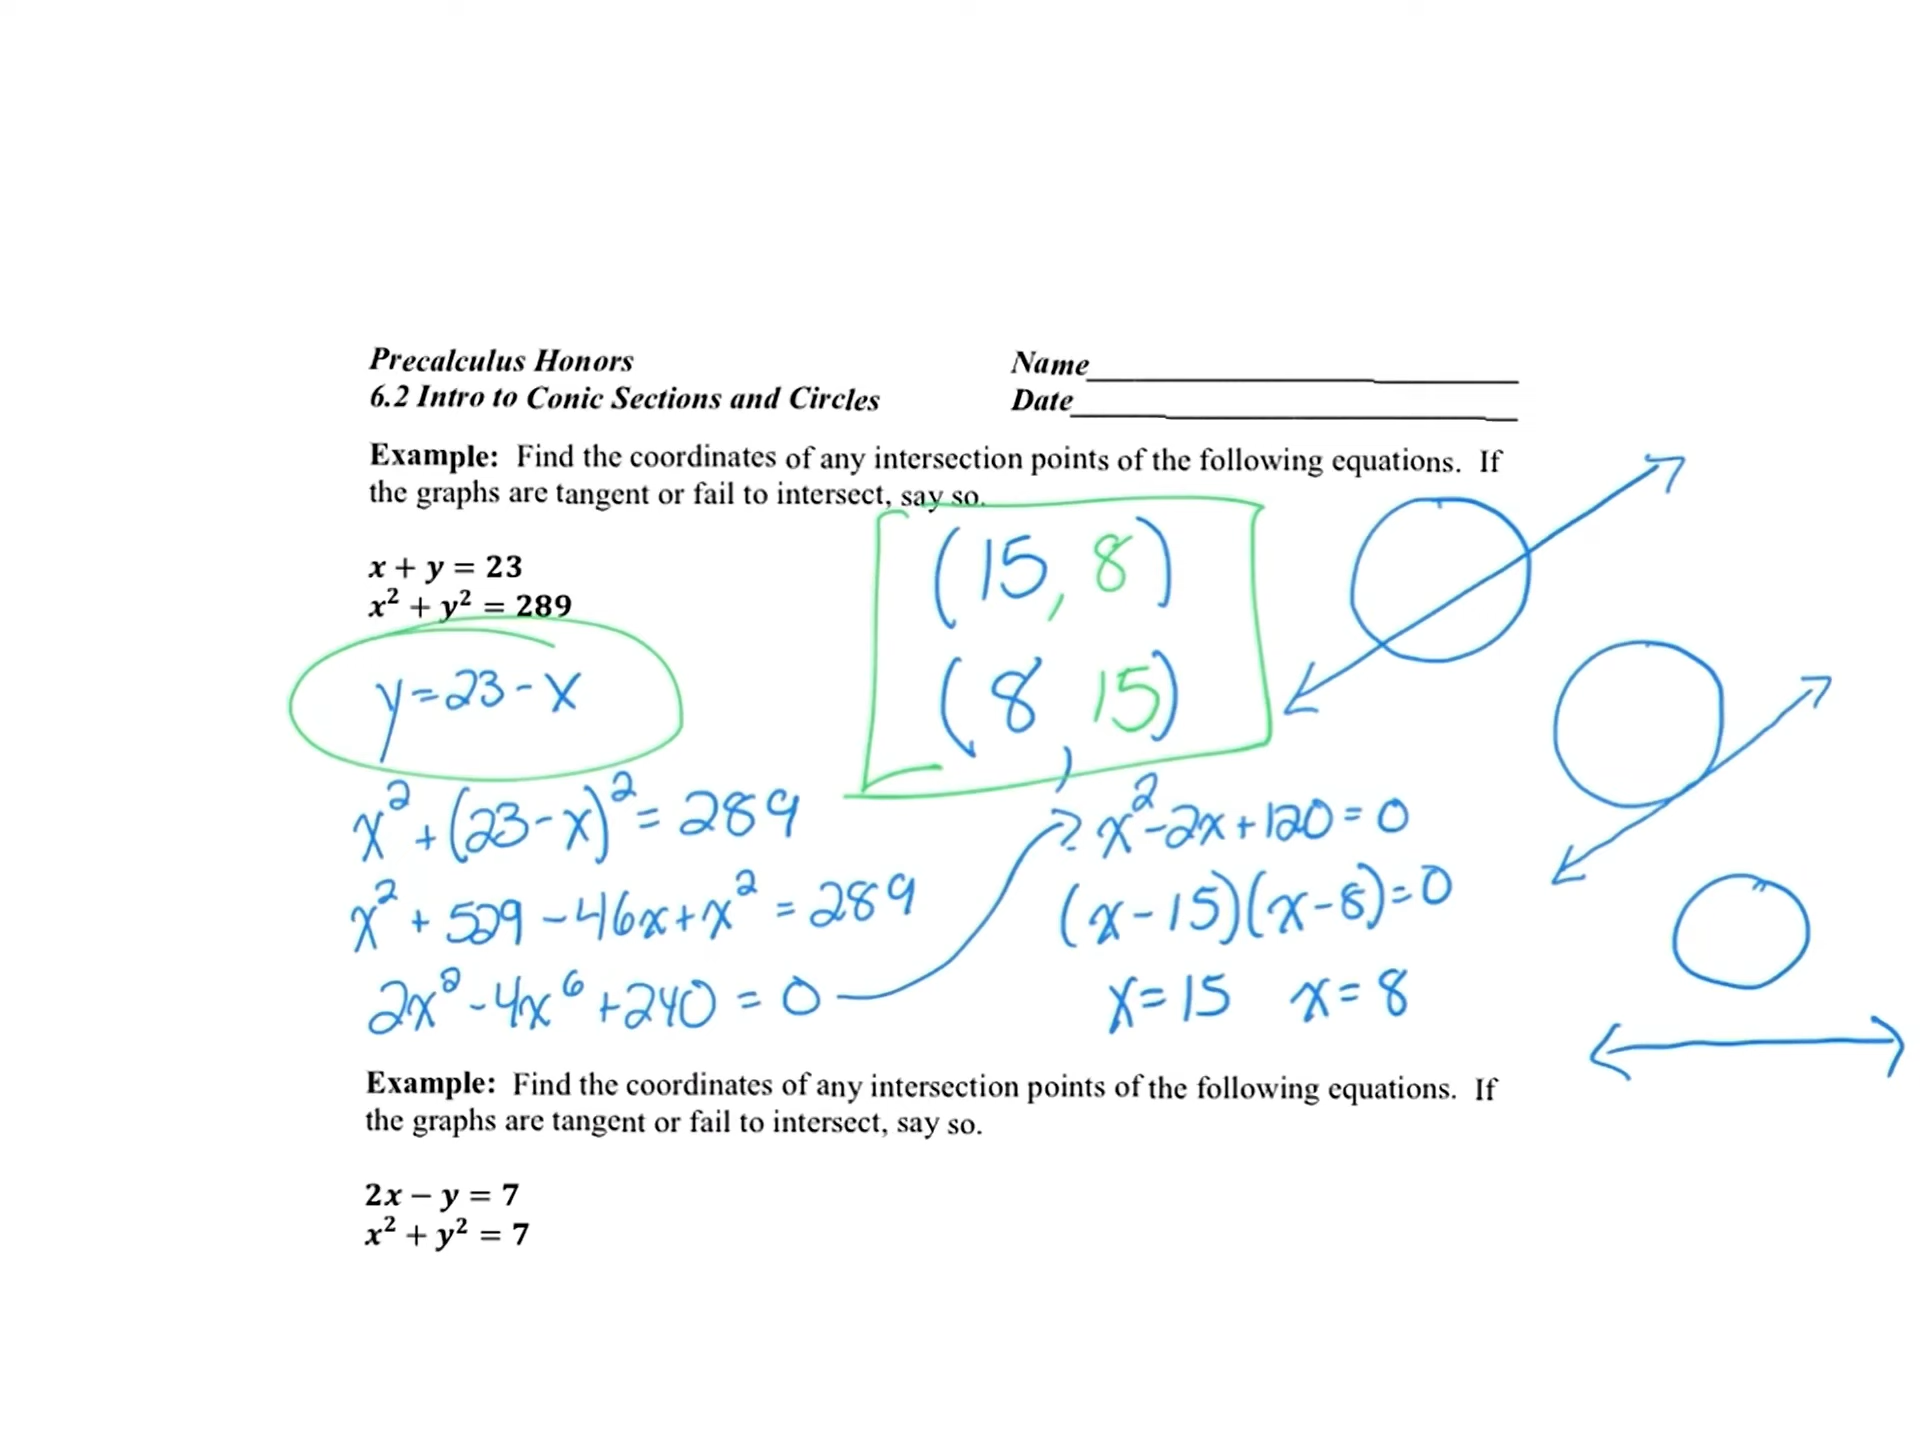 Precalculus Honors
Name
6.2 Intro to Conic Sections and Circles
Date
Example: Find the coordinates of any intersection points of the following equations. If
the graphs are tangent or fail to intersect, say so.
x + y = 23
x² + y² = 289
(15, 8)
(8, 15)
y = 23 - x
x² + (23 - x)² = 289
x² + 529 - 46x + x² = 289
2x² - 4x⁶ + 240 = 0
x² - 2x + 120 = 0
(x - 15)(x - 8) = 0
x = 15 x = 8
Example: Find the coordinates of any intersection points of the following equations. If
the graphs are tangent or fail to intersect, say so.
2x − y = 7
x² + y² = 7